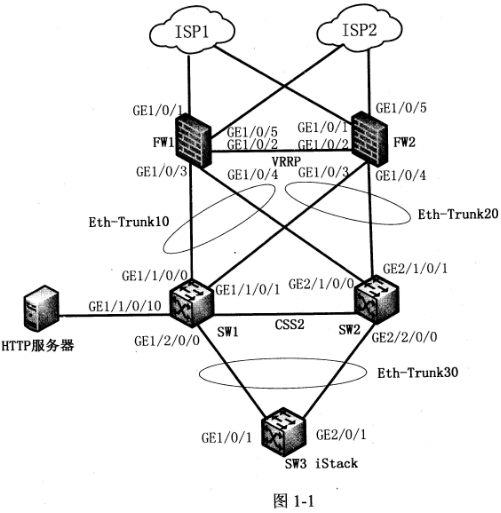 ISP1
ISP2
GE1/0/1
GE1/0/5
GE1/0/5
GE1/0/1
FW1
GE1/0/2
GE1/0/2
FW2
VRRP
GE1/0/3
GE1/0/4
GE1/0/3
GE1/0/4
Eth-Trunk10
Eth-Trunk20
GE1/1/0/0
GE1/1/0/1
GE2/1/0/0
GE2/1/0/1
GE1/1/0/10
HTTP服务器
SW1
CSS2
SW2
GE1/2/0/0
GE2/2/0/0
Eth-Trunk30
GE1/0/1
GE2/0/1
SW3 iStack
图 1-1